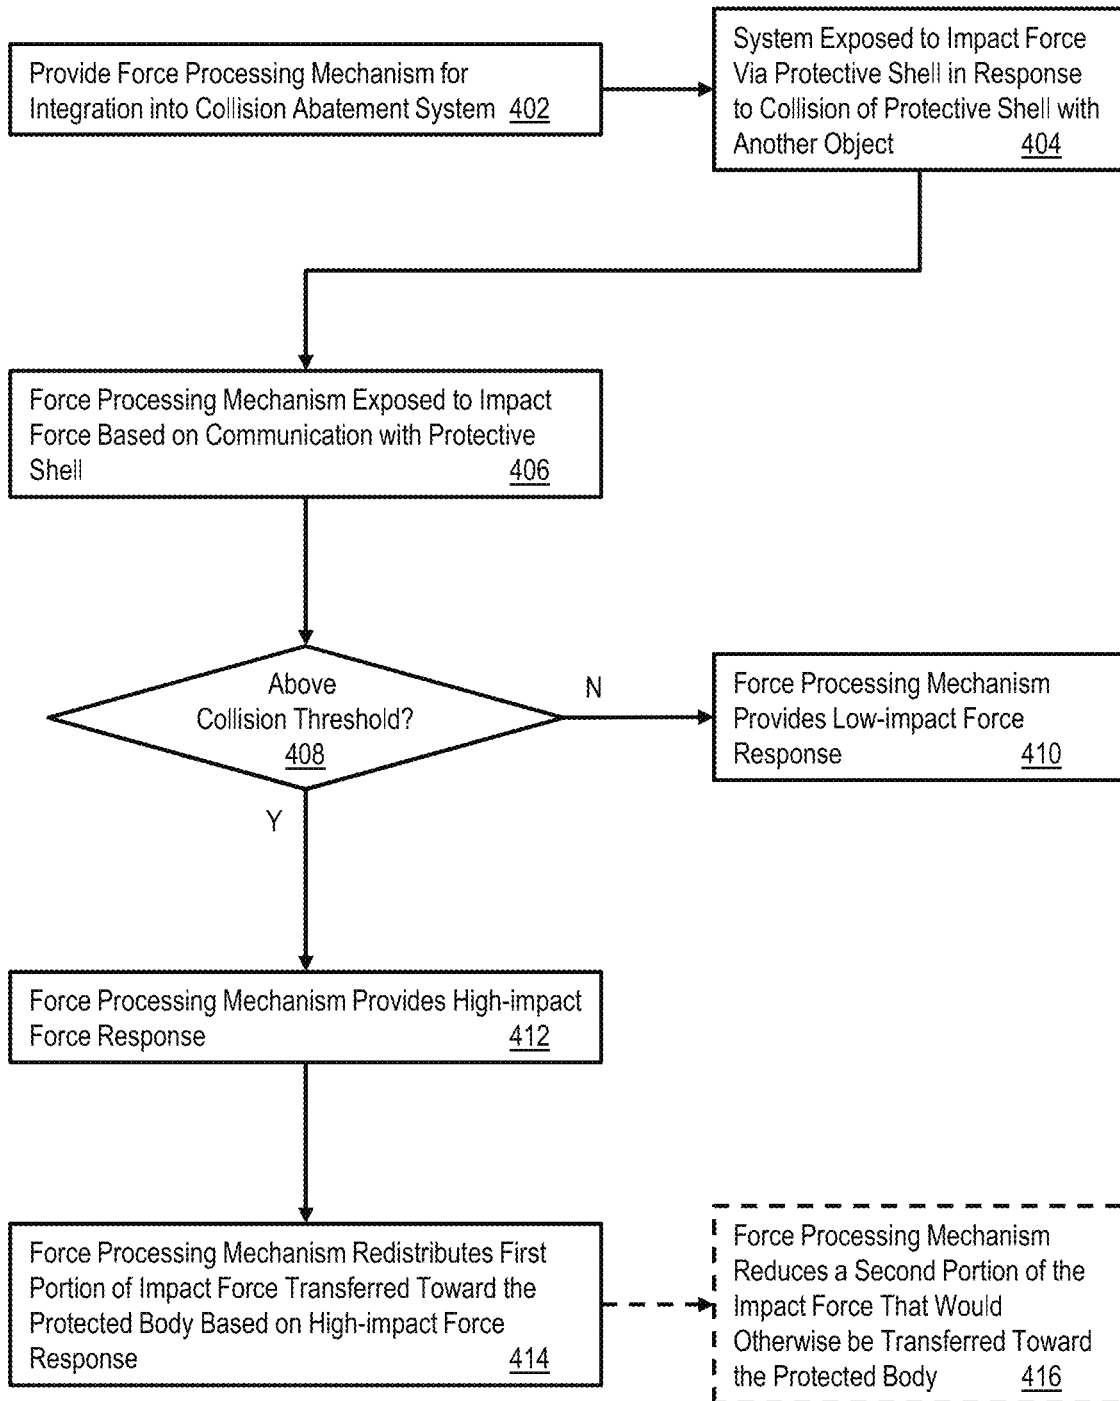 Provide Force Processing Mechanism for
Integration into Collision Abatement System 402
System Exposed to Impact Force
Via Protective Shell in Response
to Collision of Protective Shell with
Another Object 404
Force Processing Mechanism Exposed to Impact
Force Based on Communication with Protective
Shell 406
Above
Collision Threshold?
408
N
Y
Force Processing Mechanism
Provides Low-impact Force
Response 410
Force Processing Mechanism Provides High-impact
Force Response 412
Force Processing Mechanism Redistributes First
Portion of Impact Force Transferred Toward the
Protected Body Based on High-impact Force
Response 414
Force Processing Mechanism
Reduces a Second Portion of the
Impact Force That Would
Otherwise be Transferred Toward
the Protected Body 416